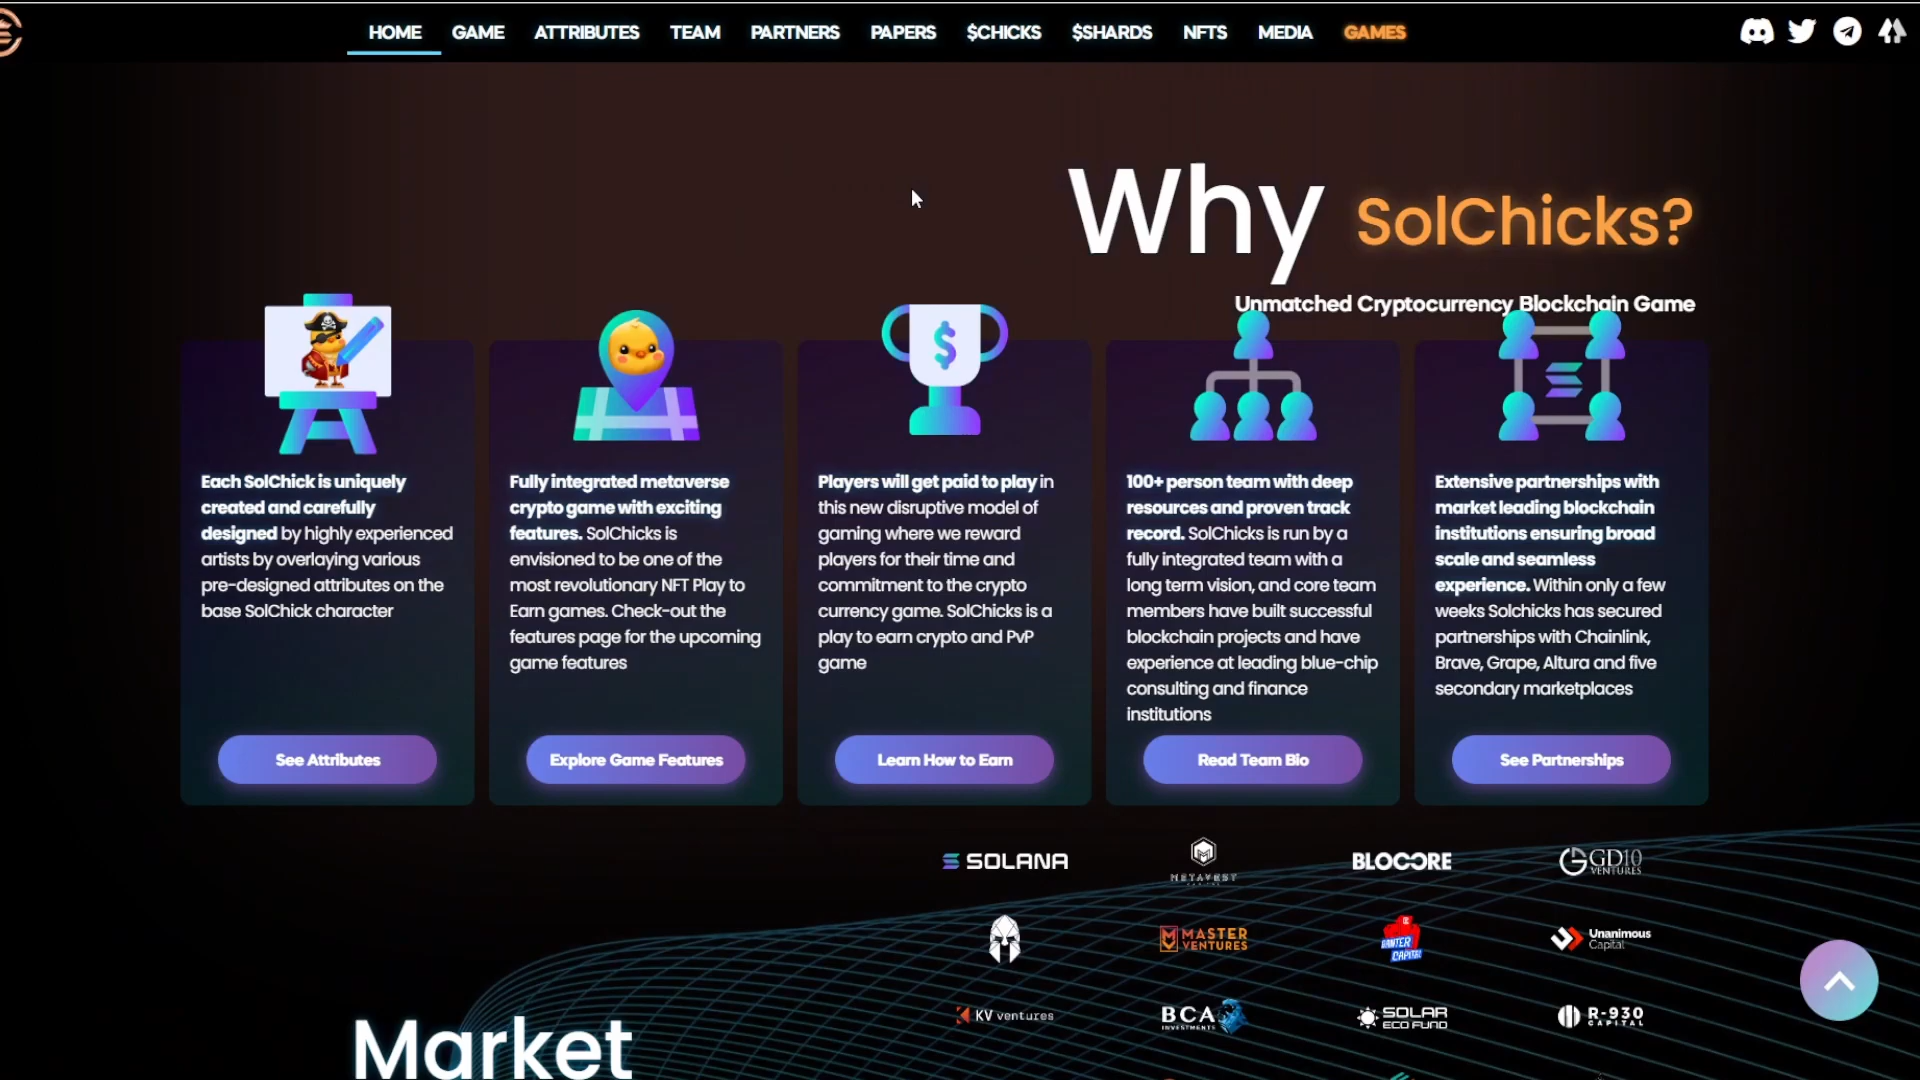 HOME GAME ATTRIBUTES TEAM PARTNERS PAPERS $CHICKS $SHARDS NFTS MEDIA GAMES
Why SolChicks?
Unmatched Cryptocurrency Blockchain Game
Each SolChick is uniquely
created and carefully
designed by highly experienced
artists by overlaying various
pre-designed attributes on the
base SolChick character
See Attributes
Fully integrated metaverse
crypto game with exciting
features. SolChicks is
envisioned to be one of the
most revolutionary NFT Play to
Earn games. Check-out the
features page for the upcoming
game features
Explore Game Features
$
Players will get paid to play in
this new disruptive model of
gaming where we reward
players for their time and
commitment to the crypto
currency game. SolChicks is a
play to earn crypto and PvP
game
Learn How to Earn
100+ person team with deep
resources and proven track
record. SolChicks is run by a
fully integrated team with a
long term vision, and core team
members have built successful
blockchain projects and have
experience at leading blue-chip
consulting and finance
institutions
Read Team Bio
Extensive partnerships with
market leading blockchain
institutions ensuring broad
scale and seamless
experience. Within only a few
weeks Solchicks has secured
partnerships with Chainlink,
Brave, Grape, Altura and five
secondary marketplaces
See Partnerships
SOLANA
METAVEST
BLOCORE
GD10
VENTURES
MASTER
VENTURES
CAPITAL
Unanimous
Capital
KV ventures
BCA
INVESTMENTS
SOLAR
ECO FUND
R-930
CAPITAL
Market